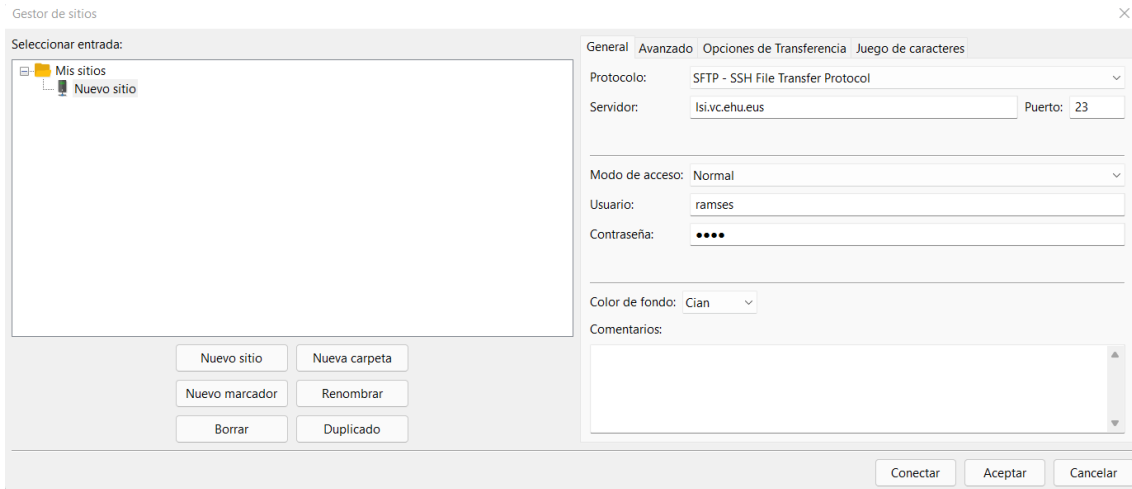 Gestor de sitios
Seleccionar entrada:
Mis sitios
Nuevo sitio
Nuevo sitio Nueva carpeta
Nuevo marcador Renombrar
Borrar Duplicado
General Avanzado Opciones de Transferencia Juego de caracteres
Protocolo: SFTP - SSH File Transfer Protocol
Servidor: lsi.vc.ehu.eus Puerto: 23
Modo de acceso: Normal
Usuario: ramses
Contraseña: ●●●●
Color de fondo: Cian
Comentarios:
Conectar Aceptar Cancelar